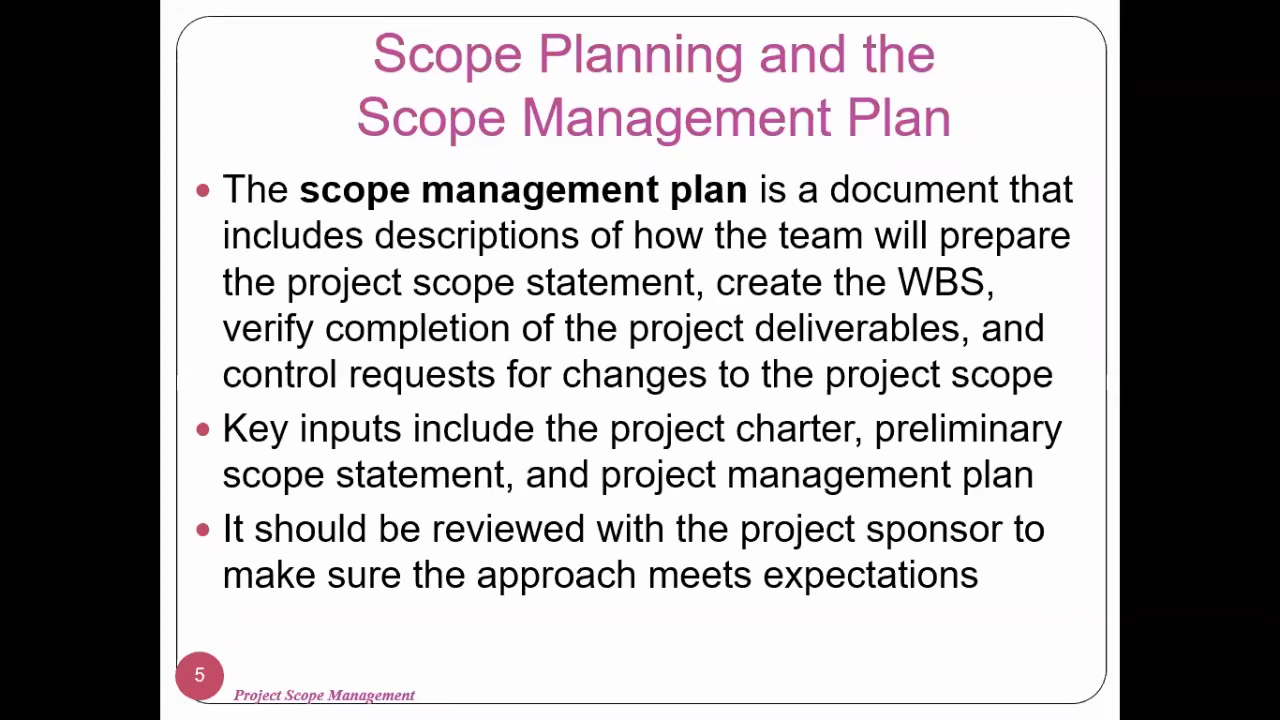 Scope Planning and the
Scope Management Plan
• The scope management plan is a document that
includes descriptions of how the team will prepare
the project scope statement, create the WBS,
verify completion of the project deliverables, and
control requests for changes to the project scope
• Key inputs include the project charter, preliminary
scope statement, and project management plan
• It should be reviewed with the project sponsor to
make sure the approach meets expectations
5
Project Scope Management